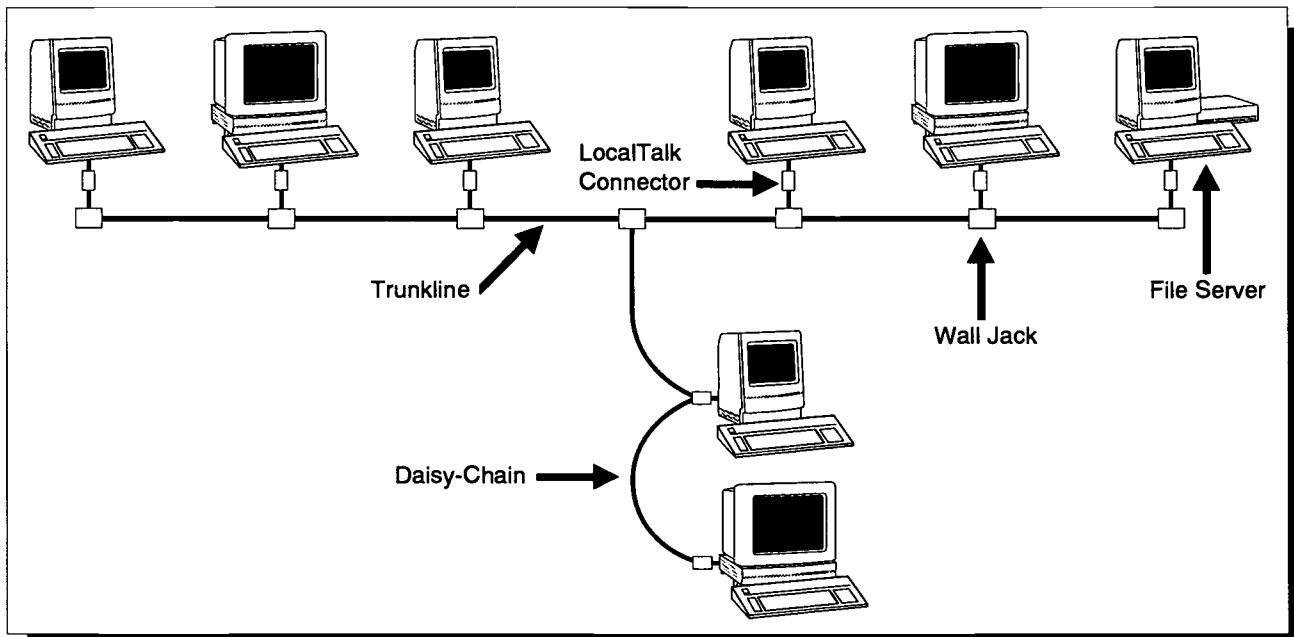 LocalTalk
Connector
Trunkline
File Server
Wall Jack
Daisy-Chain